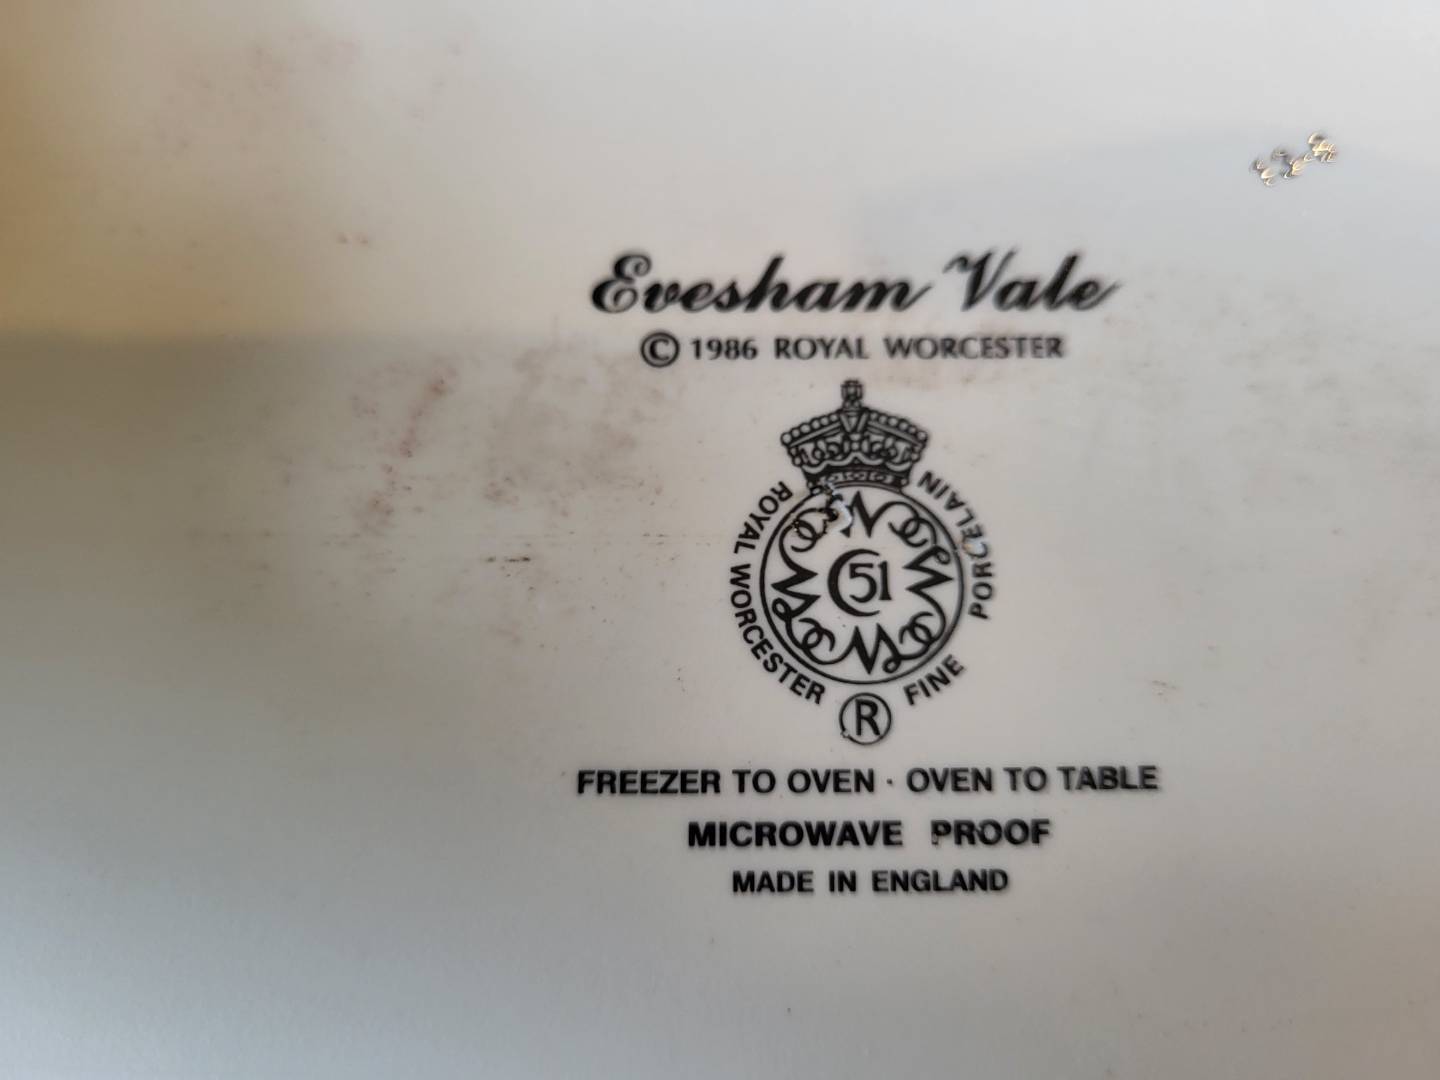 Evesham Vale
© 1986 ROYAL WORCESTER
ROYAL WORCESTER FINE PORCELAIN
C 51
®
FREEZER TO OVEN · OVEN TO TABLE
MICROWAVE PROOF
MADE IN ENGLAND